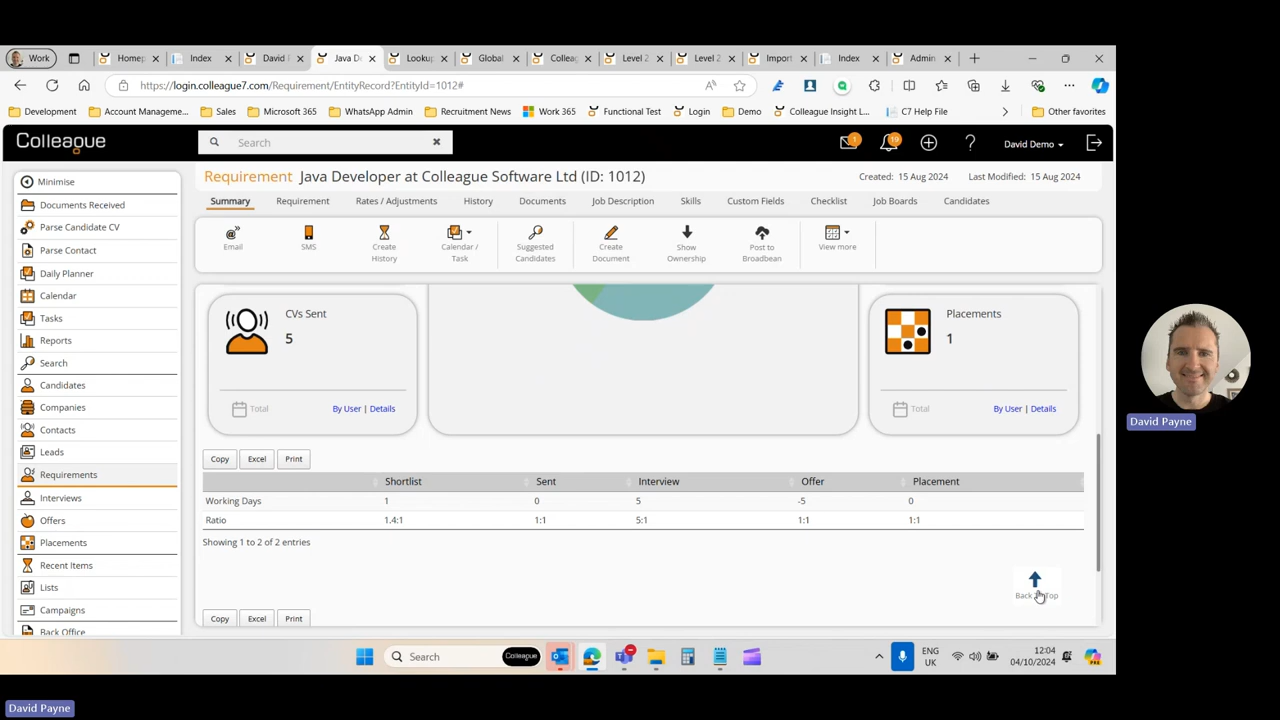 Work
Homep
Index
David P
Java De
Lookup
Global
Colleag
Level 2
Level 2
Import
Index
Admin
https://login.colleague7.com/Requirement/EntityRecord?EntityId=1012#
Development
Account Manageme...
Sales
Microsoft 365
WhatsApp Admin
Recruitment News
Work 365
Functional Test
Login
Demo
Colleague Insight L...
C7 Help File
Other favorites
Colleague
Search
1
19
David Demo
Minimise
Documents Received
Parse Candidate CV
Parse Contact
Daily Planner
Calendar
Tasks
Reports
Search
Candidates
Companies
Contacts
Leads
Requirements
Interviews
Offers
Placements
Recent Items
Lists
Campaigns
Back Office
Requirement Java Developer at Colleague Software Ltd (ID: 1012)
Created: 15 Aug 2024 Last Modified: 15 Aug 2024
Summary Requirement Rates / Adjustments History Documents Job Description Skills Custom Fields Checklist Job Boards Candidates
Email
SMS
Create
History
Calendar /
Task
Suggested
Candidates
Create
Document
Show
Ownership
Post to
Broadbean
View more
CVs Sent
5
Total By User | Details
Placements
1
Total By User | Details
Copy Excel Print
Shortlist Sent Interview Offer Placement
Working Days 1 0 5 -5 0
Ratio 1.4:1 1:1 5:1 1:1 1:1
Showing 1 to 2 of 2 entries
Back Top
Copy Excel Print
Search
Colleague
ENG
UK
12:04
04/10/2024
David Payne
David Payne